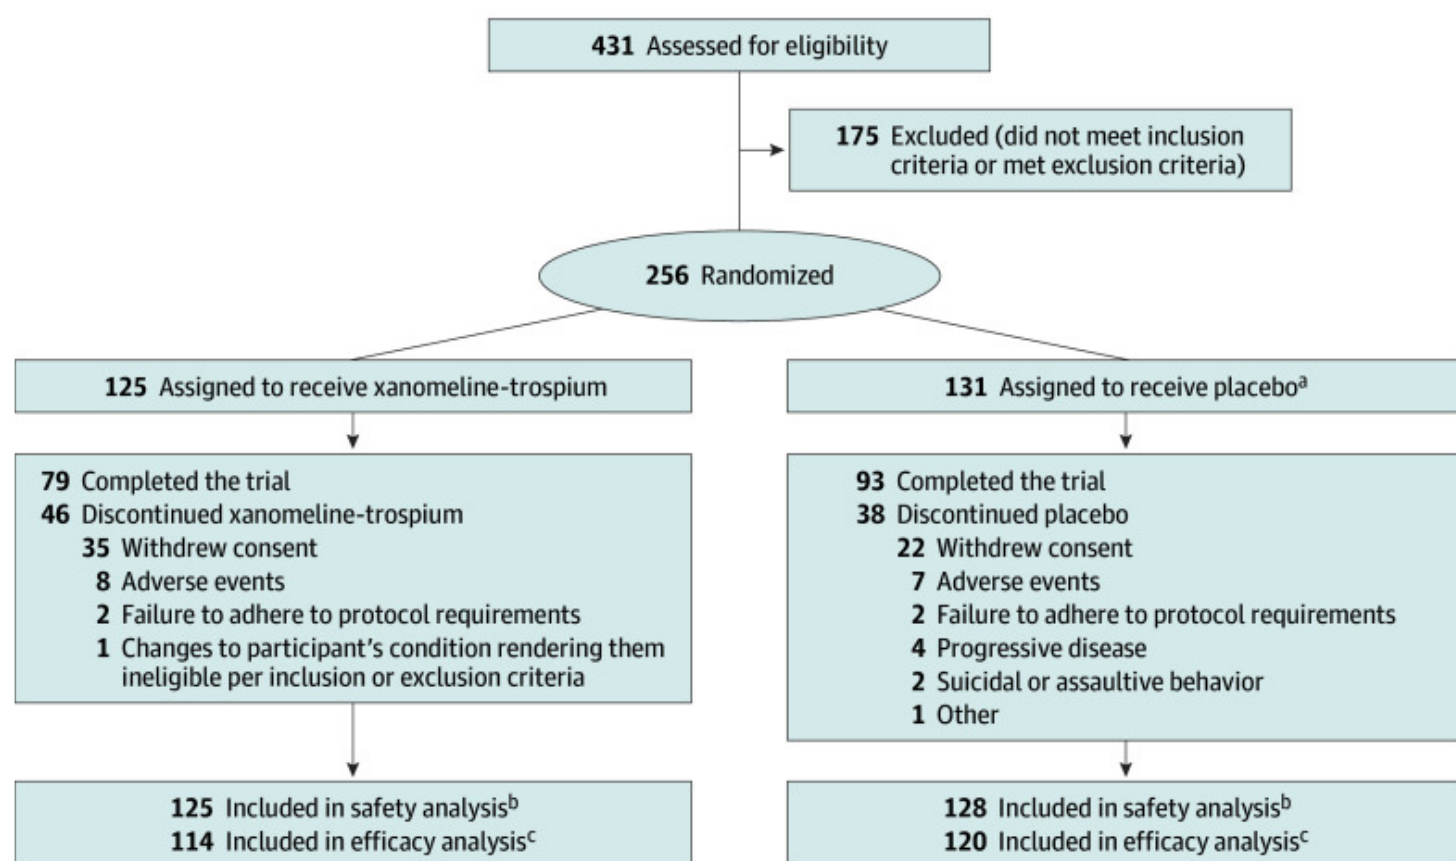 431 Assessed for eligibility
175 Excluded (did not meet inclusion
criteria or met exclusion criteria)
256 Randomized
125 Assigned to receive xanomeline-trospium
79 Completed the trial
46 Discontinued xanomeline-trospium
35 Withdrew consent
8 Adverse events
2 Failure to adhere to protocol requirements
1 Changes to participant's condition rendering them
ineligible per inclusion or exclusion criteria
125 Included in safety analysisᵇ
114 Included in efficacy analysisᶜ
131 Assigned to receive placeboᵃ
93 Completed the trial
38 Discontinued placebo
22 Withdrew consent
7 Adverse events
2 Failure to adhere to protocol requirements
4 Progressive disease
2 Suicidal or assaultive behavior
1 Other
128 Included in safety analysisᵇ
120 Included in efficacy analysisᶜ